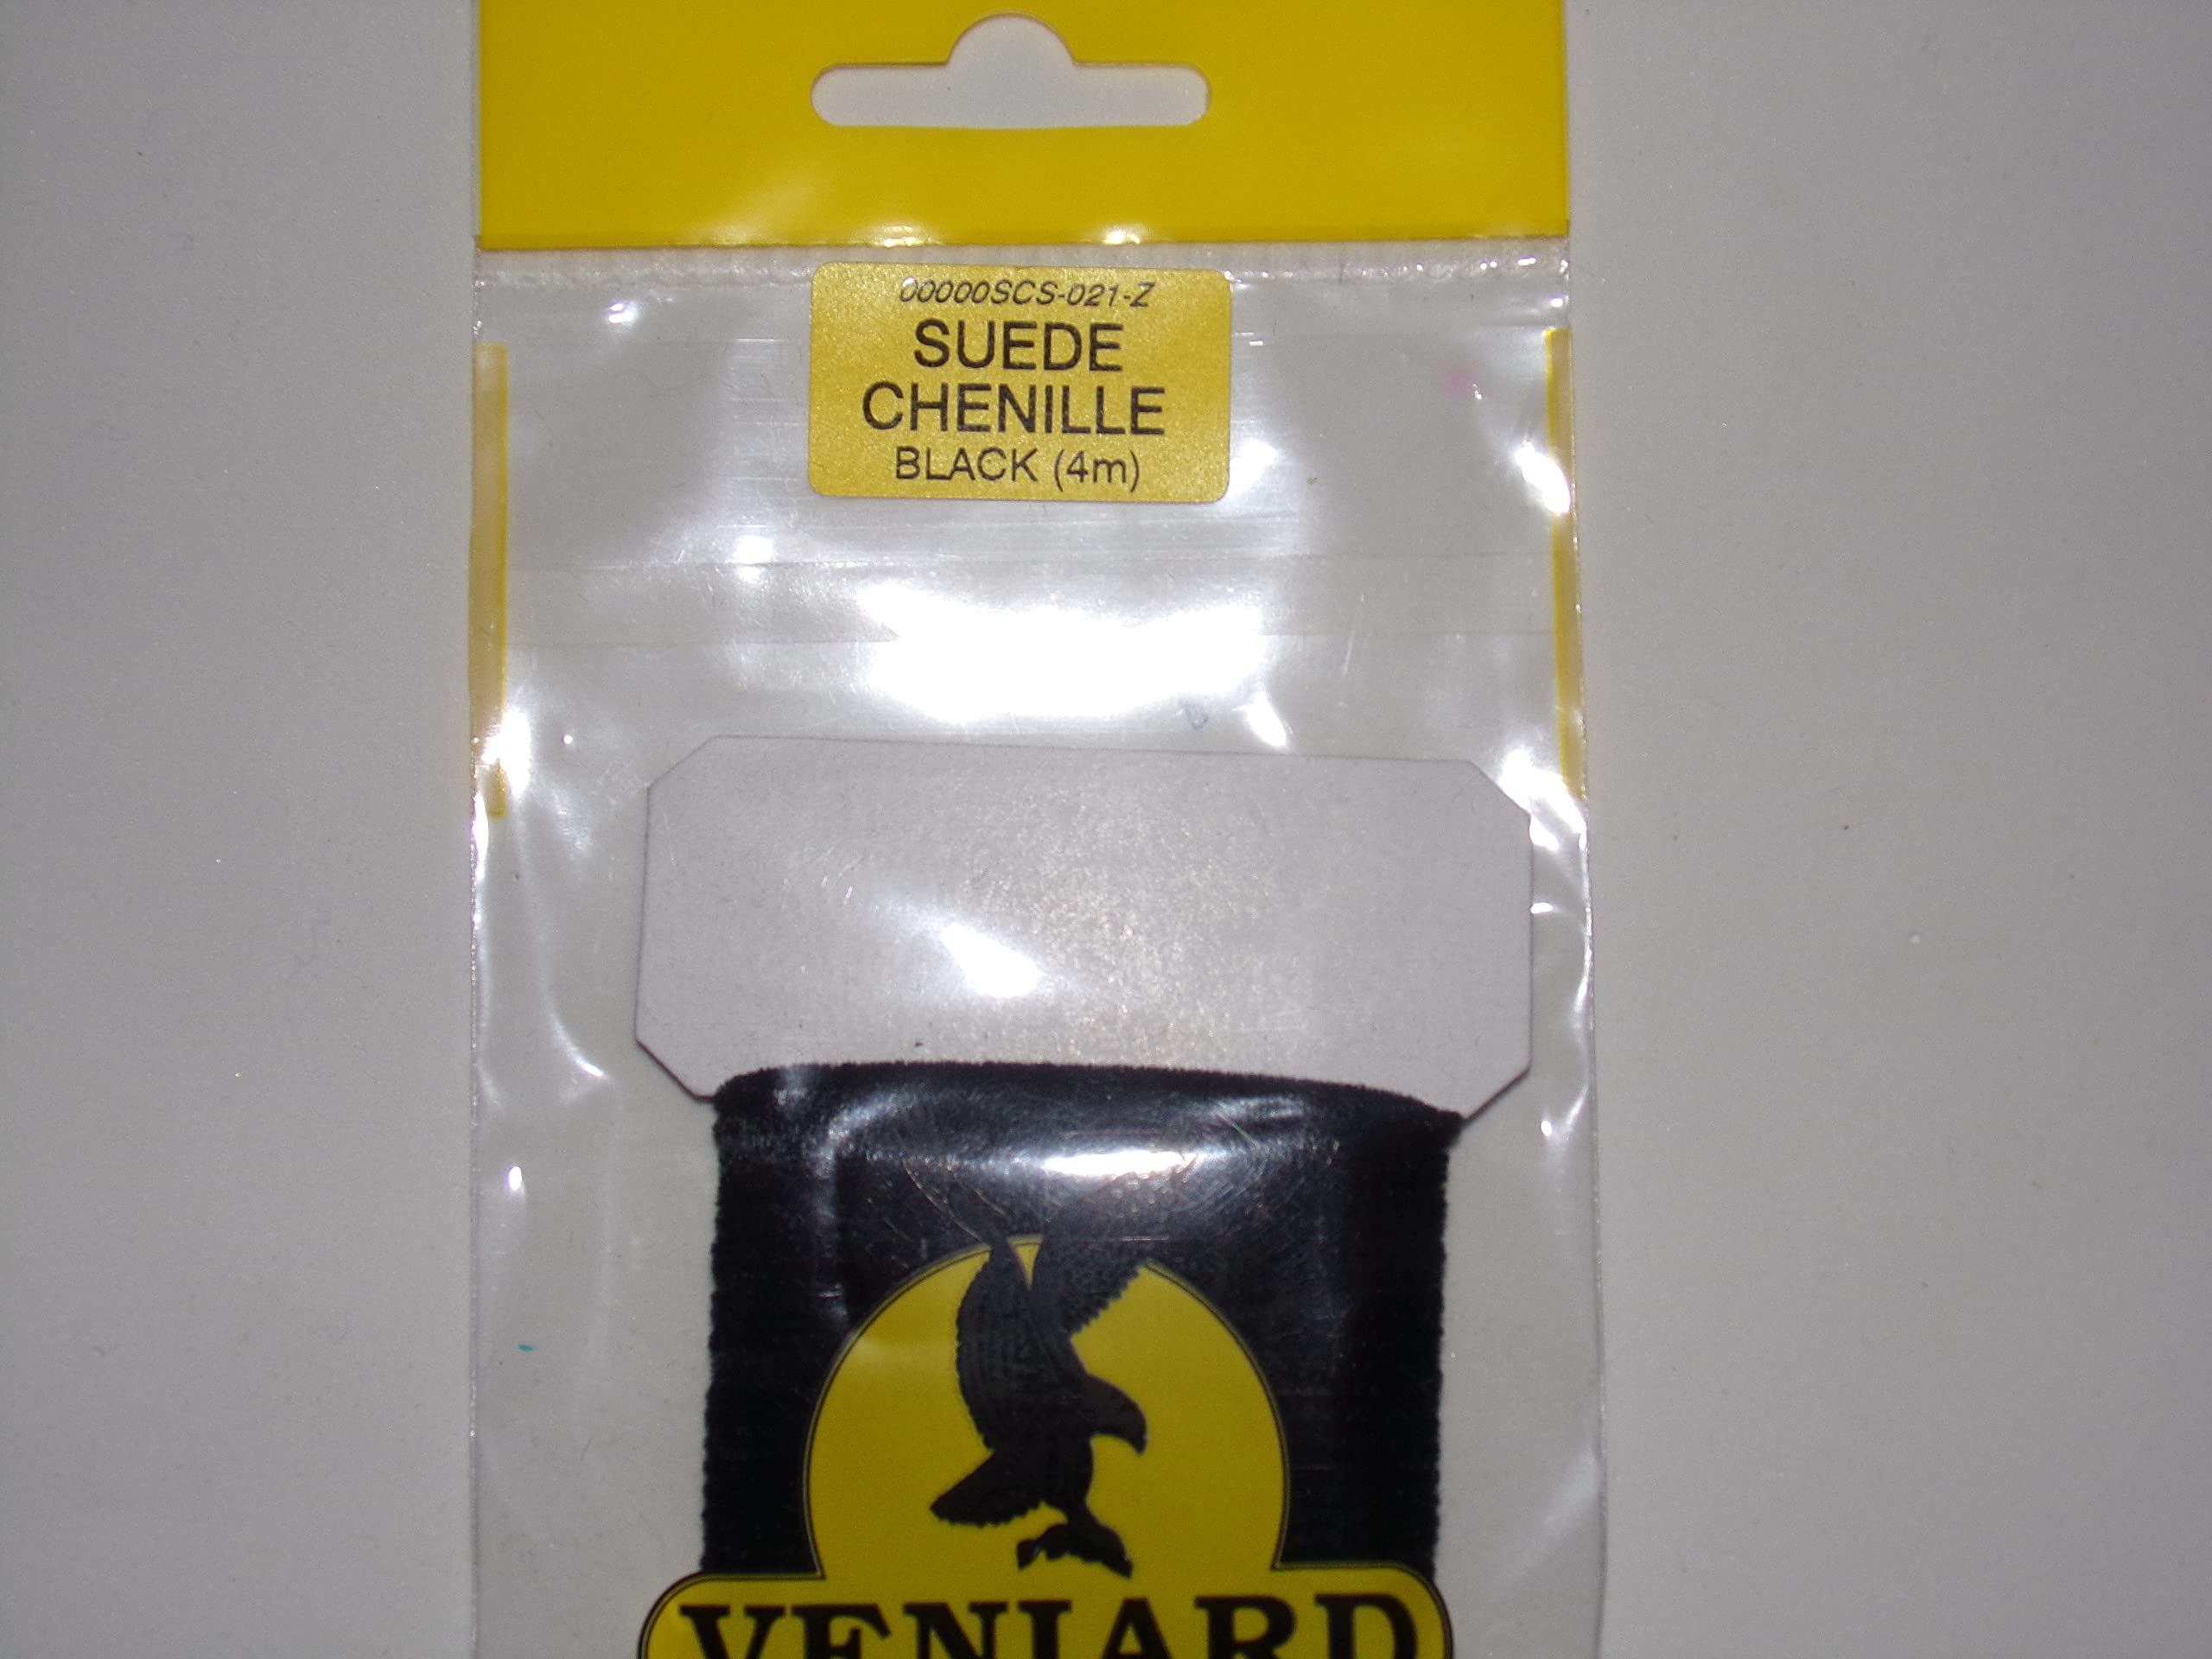 00000SCS-021-Z
SUEDE
CHENILLE
BLACK (4m)
VENIARD